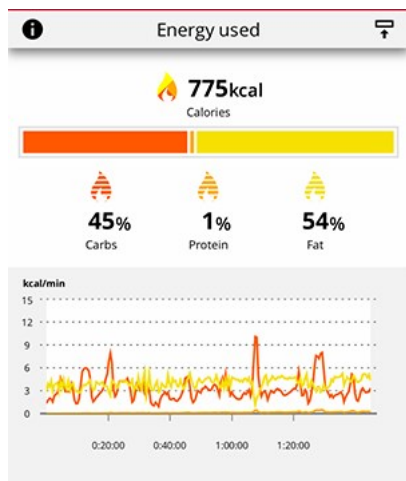 Energy used
775kcal
Calories
45% 1% 54%
Carbs Protein Fat
kcal/min
15
12
9
6
3
0
0:20:00 0:40:00 1:00:00 1:20:00